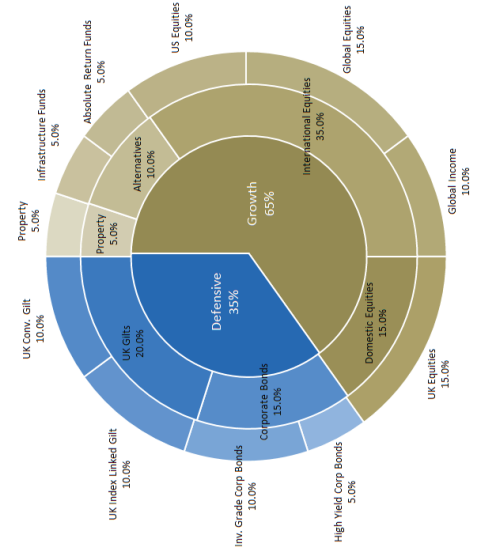 US Equities
10.0%
Global Equities
15.0%
Absolute Return Funds
5.0%
Infrastructure Funds
5.0%
Property
5.0%
Global Income
10.0%
International Equities
35.0%
Alternatives
10.0%
Property
5.0%
Growth
65%
Defensive
35%
UK Gilts
20.0%
Corporate Bonds
15.0%
Domestic Equities
15.0%
UK Conv. Gilt
10.0%
UK Index Linked Gilt
10.0%
Inv. Grade Corp Bonds
10.0%
High Yield Corp Bonds
5.0%
UK Equities
15.0%